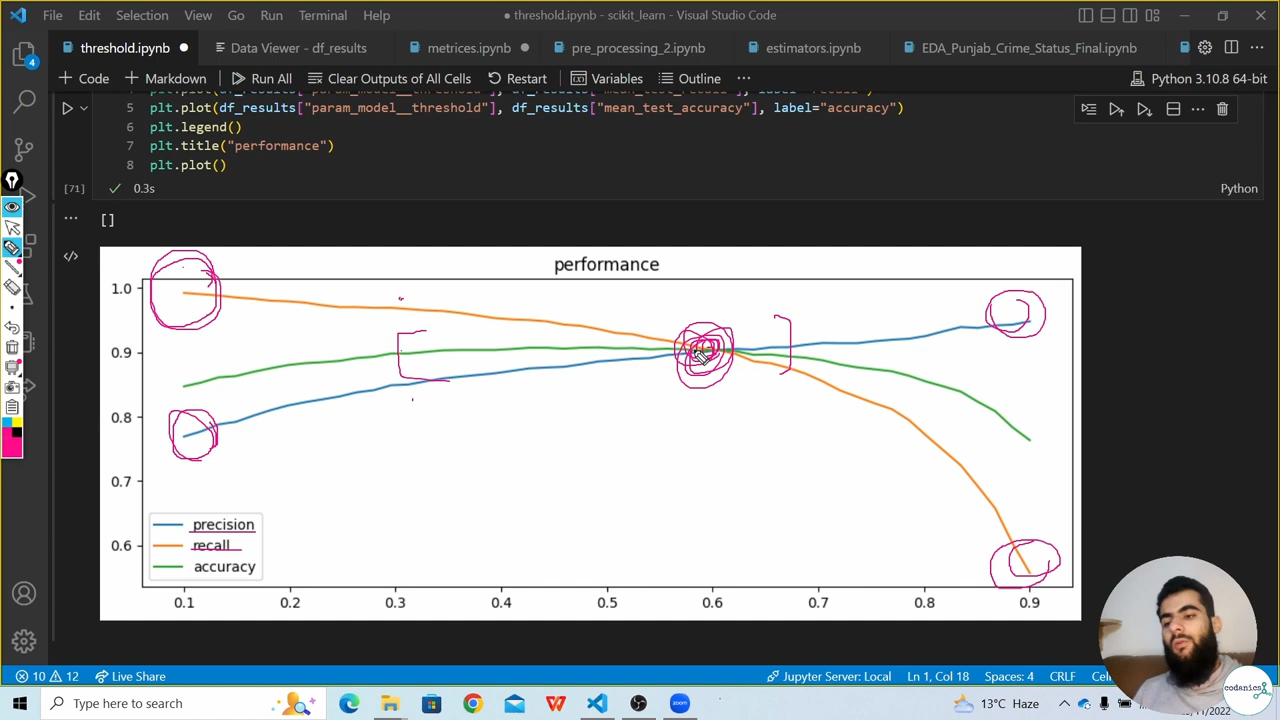 File Edit Selection View Go Run Terminal Help
● threshold.ipynb - scikit_learn - Visual Studio Code
threshold.ipynb ● Data Viewer - df_results metrices.ipynb ● pre_processing_2.ipynb estimators.ipynb EDA_Punjab_Crime_Status_Final.ipynb
4
+ Code + Markdown Run All Clear Outputs of All Cells Restart Variables Outline ... Python 3.10.8 64-bit
5 plt.plot(df_results["param_model__threshold"], df_results["mean_test_accuracy"], label="accuracy")
6 plt.legend()
7 plt.title("performance")
8 plt.plot()
[71] 0.3s Python
[]
performance
1.0
0.9
0.8
0.7
0.6
precision
recall
accuracy
0.1 0.2 0.3 0.4 0.5 0.6 0.7 0.8 0.9
10 12 Live Share Jupyter Server: Local Ln 1, Col 18 Spaces: 4 CRLF
codanics
Type here to search zoom 13°C Haze
11/2022